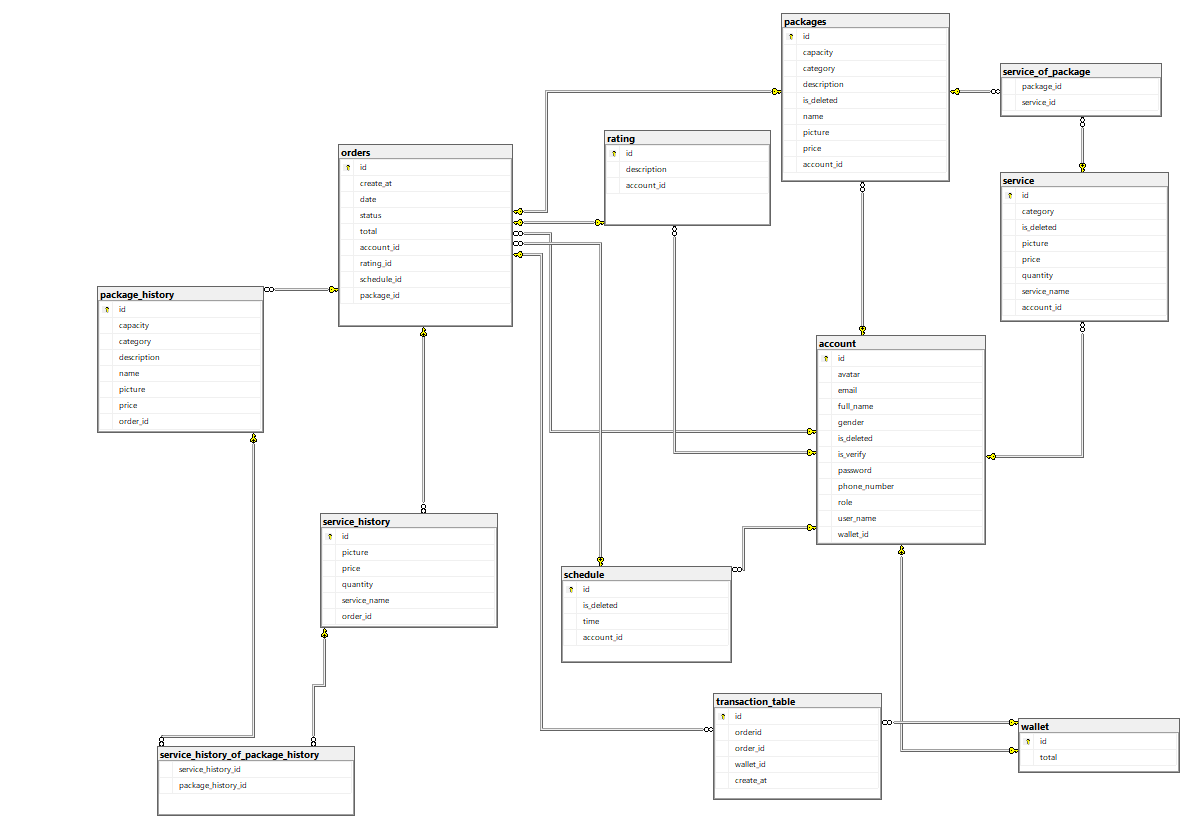 packages
id
capacity
category
description
is_deleted
name
picture
price
account_id
service_of_package
package_id
service_id
rating
id
description
account_id
orders
id
create_at
date
status
total
account_id
rating_id
schedule_id
package_id
service
id
category
is_deleted
picture
price
quantity
service_name
account_id
package_history
id
capacity
category
description
name
picture
price
order_id
account
id
avatar
email
full_name
gender
is_deleted
is_verify
password
phone_number
role
user_name
wallet_id
service_history
id
picture
price
quantity
service_name
order_id
schedule
id
is_deleted
time
account_id
transaction_table
id
orderid
order_id
wallet_id
create_at
wallet
id
total
service_history_of_package_history
service_history_id
package_history_id